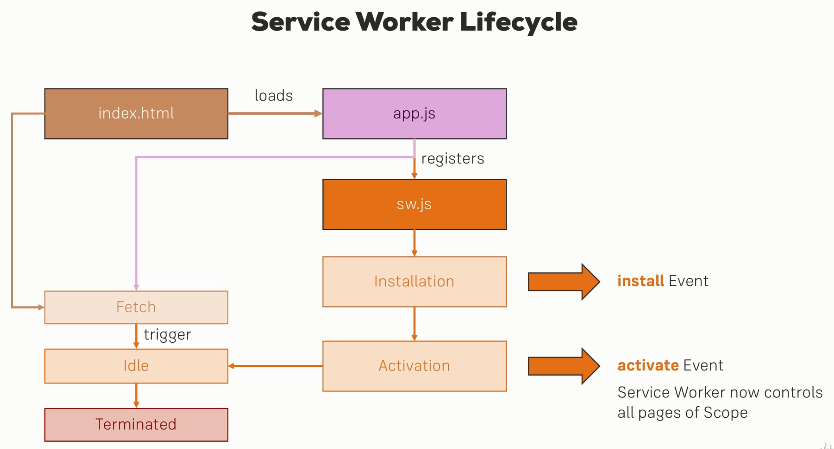 Service Worker Lifecycle
index.html
loads
app.js
registers
sw.js
Installation
install Event
Fetch
trigger
Idle
Activation
activate Event
Service Worker now controls
all pages of Scope
Terminated